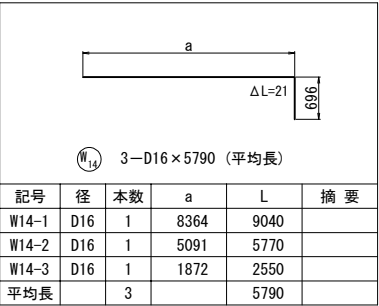 a
ΔL=21
696
W14 3-D16×5790 (平均長)
記号 径 本数 a L 摘 要
W14-1 D16 1 8364 9040
W14-2 D16 1 5091 5770
W14-3 D16 1 1872 2550
平均長 3 5790